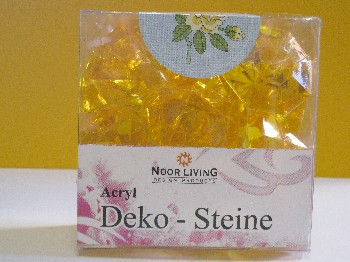 NOOR LIVING
DESIGN PRODUCTS
Acryl
Deko - Steine